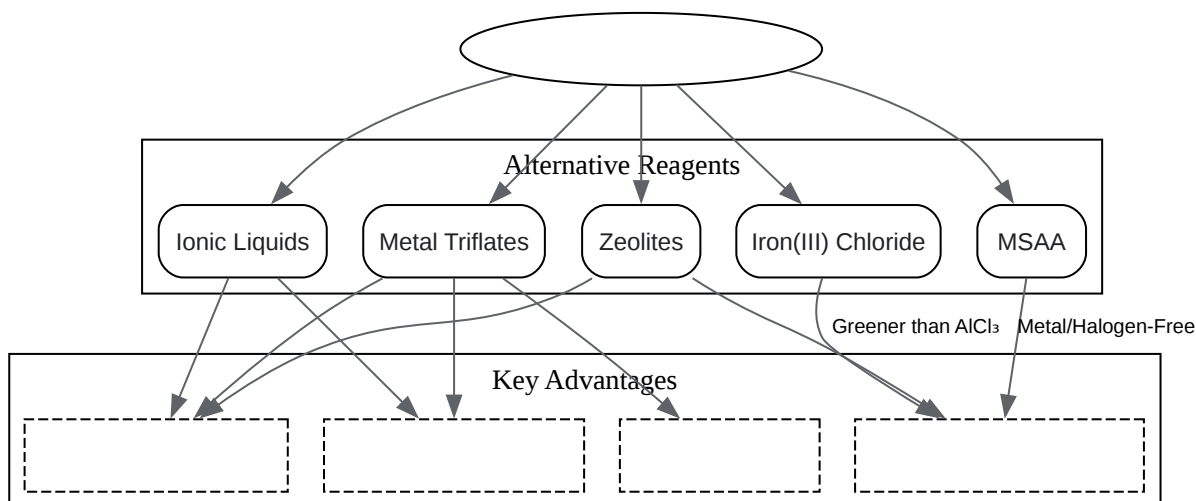 Alternative Reagents
Ionic Liquids
Metal Triflates
Zeolites
Iron(III) Chloride
MSAA
Greener than AlCl₃
Metal/Halogen-Free
Key Advantages